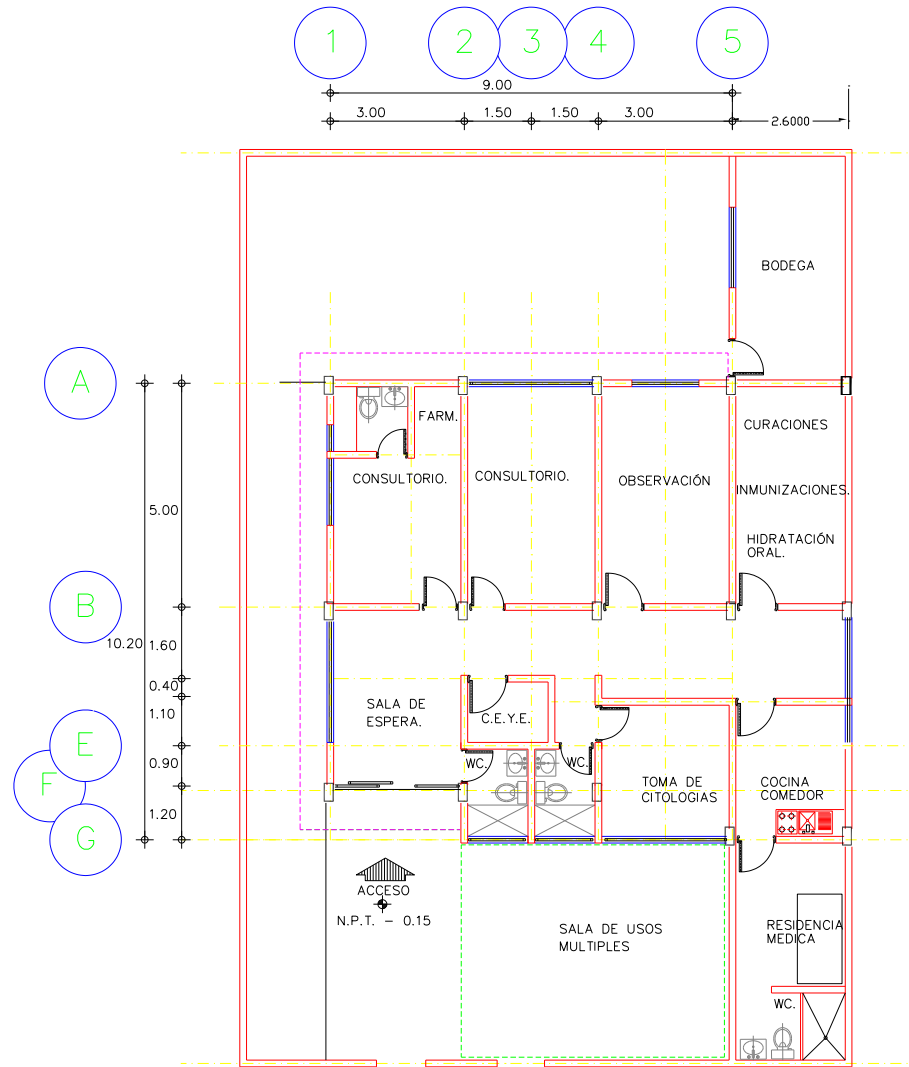 1 2 3 4 5
9.00
3.00 1.50 1.50 3.00 2.6000
BODEGA
A
FARM.
CURACIONES
CONSULTORIO. CONSULTORIO. OBSERVACIÓN
INMUNIZACIONES.
5.00
HIDRATACIÓN
ORAL.
B
10.20 1.60
0.40
SALA DE
ESPERA.
1.10
C.E.Y.E.
E
0.90
WC. WC.
F
TOMA DE
CITOLOGIAS
COCINA
COMEDOR
1.20
G
ACCESO
N.P.T. - 0.15
SALA DE USOS
MULTIPLES
RESIDENCIA
MEDICA
WC.